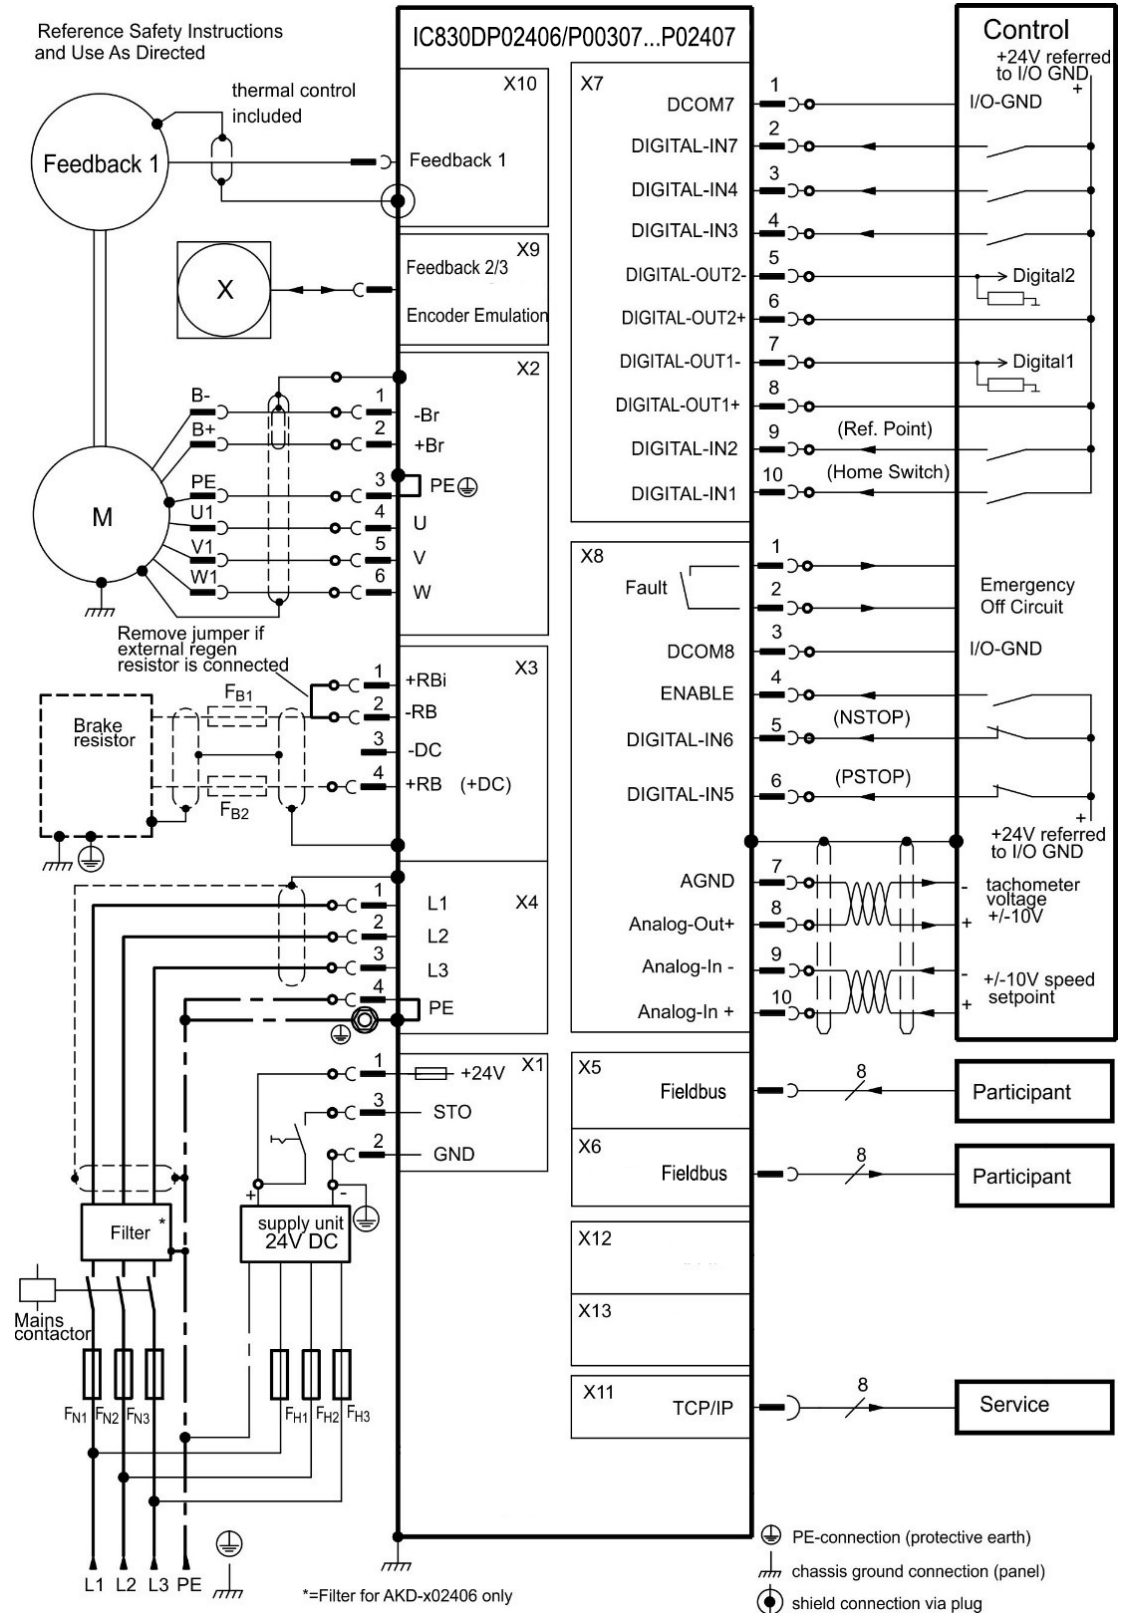 Reference Safety Instructions
and Use As Directed
IC830DP02406/P00307...P02407
Control
+24V referred
to I/O GND
+
thermal control
included
Feedback 1
X10
Feedback 1
X9
Feedback 2/3
Encoder Emulation
X
X2
B-
1
-Br
B+
2
+Br
PE
3
PE
U1
4
U
V1
5
V
W1
6
W
M
Remove jumper if
external regen
resistor is connected
X3
1
+RBi
FB1
2
-RB
3
-DC
4
+RB (+DC)
FB2
Brake
resistor
X4
1
L1
2
L2
3
L3
4
PE
X1
1
+24V
3
STO
2
GND
+
-
supply unit
24V DC
Filter *
Mains
contactor
FN1 FN2 FN3
FH1 FH2 FH3
L1 L2 L3 PE
*=Filter for AKD-x02406 only
X7
DCOM7
1
I/O-GND
DIGITAL-IN7
2
DIGITAL-IN4
3
DIGITAL-IN3
4
DIGITAL-OUT2-
5
Digital2
DIGITAL-OUT2+
6
DIGITAL-OUT1-
7
Digital1
DIGITAL-OUT1+
8
DIGITAL-IN2
9
(Ref. Point)
DIGITAL-IN1
10
(Home Switch)
X8
Fault
1
2
Emergency
Off Circuit
DCOM8
3
I/O-GND
ENABLE
4
DIGITAL-IN6
5
(NSTOP)
DIGITAL-IN5
6
(PSTOP)
+
+24V referred
to I/O GND
AGND
7
-
tachometer
voltage
+/-10V
Analog-Out+
8
+
Analog-In -
9
-
+/-10V speed
setpoint
Analog-In +
10
+
X5
Fieldbus
8
Participant
X6
Fieldbus
8
Participant
X12
X13
X11
TCP/IP
8
Service
PE-connection (protective earth)
chassis ground connection (panel)
shield connection via plug